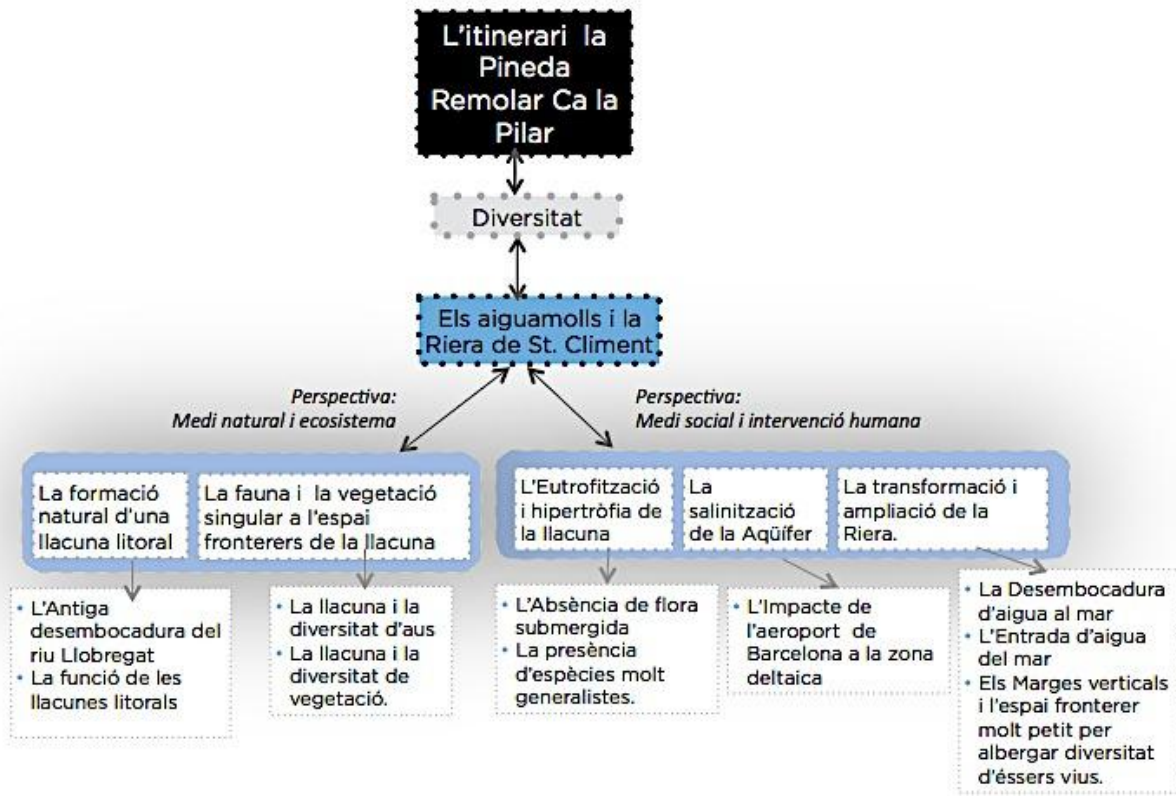 L'itinerari la
Pineda
Remolar Ca la
Pilar
Diversitat
Els aiguamolls i la
Riera de St. Climent
Perspectiva:
Medi natural i ecosistema
Perspectiva:
Medi social i intervenció humana
La formació
natural d'una
llacuna litoral
La fauna i la vegetació
singular a l'espai
fronterers de la llacuna
L'Eutrofització
i hipertròfia de
la llacuna
La
salinització
de la Aqüífer
La transformació i
ampliació de la
Riera.
• L'Antiga
desembocadura del
riu Llobregat
• La funció de les
llacunes litorals
• La llacuna i la
diversitat d'aus
• La llacuna i la
diversitat de
vegetació.
• L'Absència de flora
submergida
• La presència
d'espècies molt
generalistes.
• L'Impacte de
l'aeroport de
Barcelona a la zona
deltaica
• La Desembocadura
d'aigua al mar
• L'Entrada d'aigua
del mar
• Els Marges verticals
i l'espai fronterer
molt petit per
albergar diversitat
d'éssers vius.